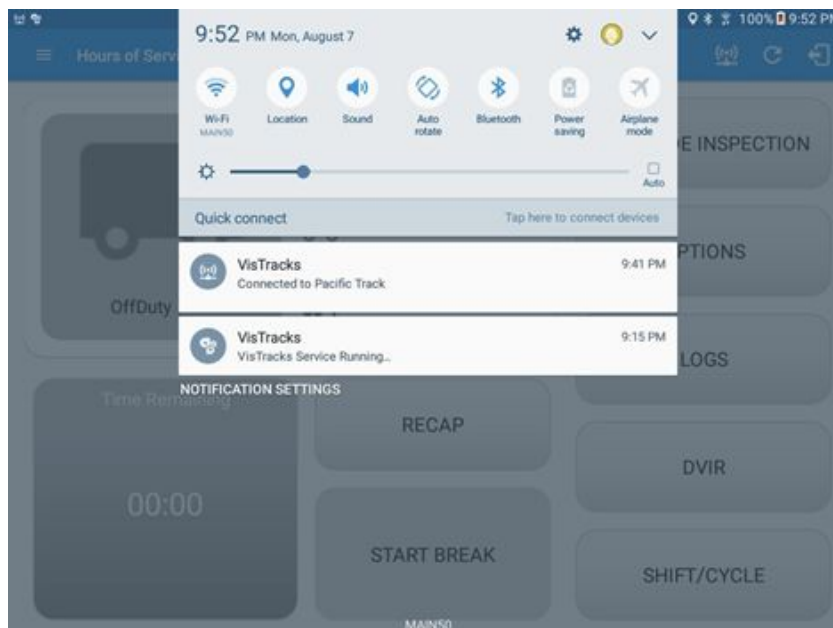 100% 9:52 PM
9:52 PM Mon, August 7
Hours of Servi
Wi-Fi
MAIN50
Location
Sound
Auto
rotate
Bluetooth
Power
saving
Airplane
mode
E INSPECTION
Auto
Quick connect
Tap here to connect devices
VisTracks
9:41 PM
Connected to Pacific Track
PTIONS
OffDuty
VisTracks
9:15 PM
VisTracks Service Running..
LOGS
NOTIFICATION SETTINGS
Time Remaining
RECAP
DVIR
00:00
START BREAK
SHIFT/CYCLE
MAIN50